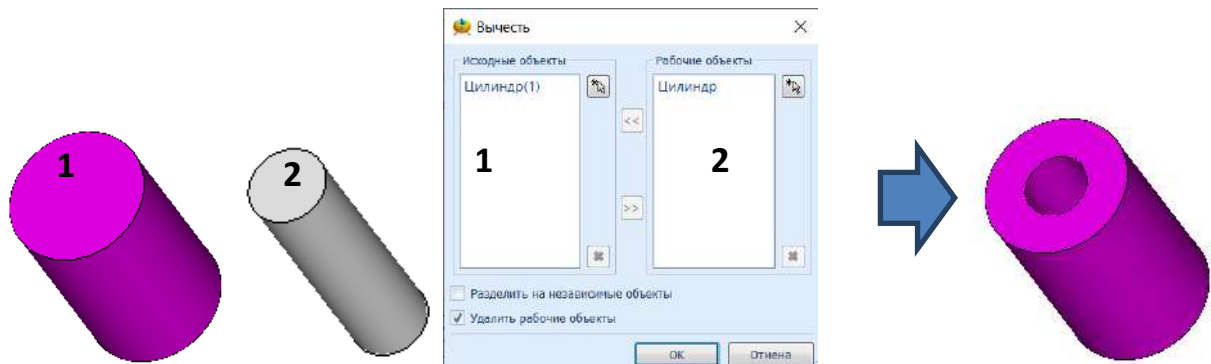 Вычесть
Исходные объекты
Рабочие объекты
Цилиндр(1)
Цилиндр
<<
1
2
1
2
>>
Разделить на независимые объекты
Удалить рабочие объекты
OK
Отмена